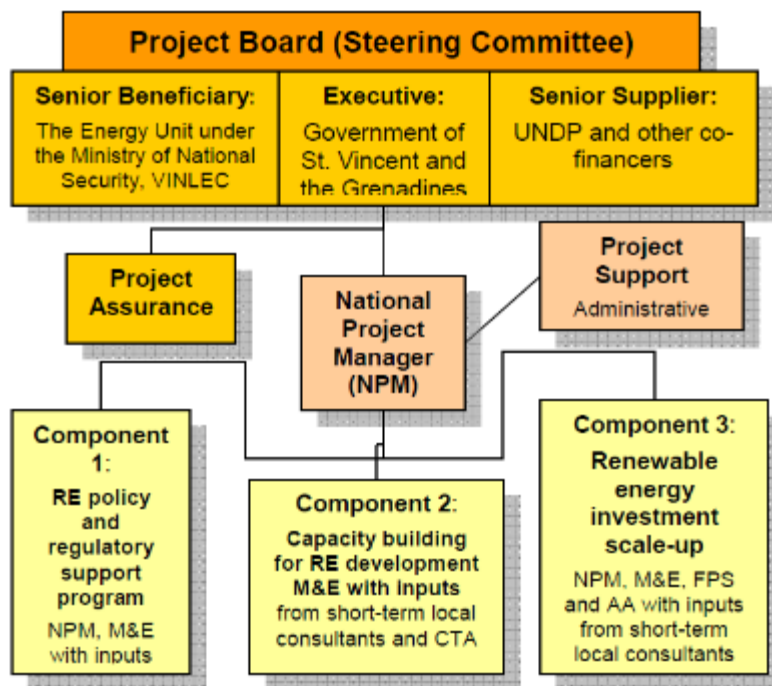 Project Board (Steering Committee)
Senior Beneficiary:
The Energy Unit under
the Ministry of National
Security, VINLEC
Executive:
Government of
St. Vincent and
the Grenadines
Senior Supplier:
UNDP and other co-
financers
Project
Assurance
National
Project
Manager
(NPM)
Project
Support
Administrative
Component
1:
RE policy
and
regulatory
support
program
NPM, M&E
with inputs
Component 2:
Capacity building
for RE development
M&E with inputs
from short-term local
consultants and CTA
Component 3:
Renewable
energy
investment
scale-up
NPM, M&E, FPS
and AA with inputs
from short-term
local consultants